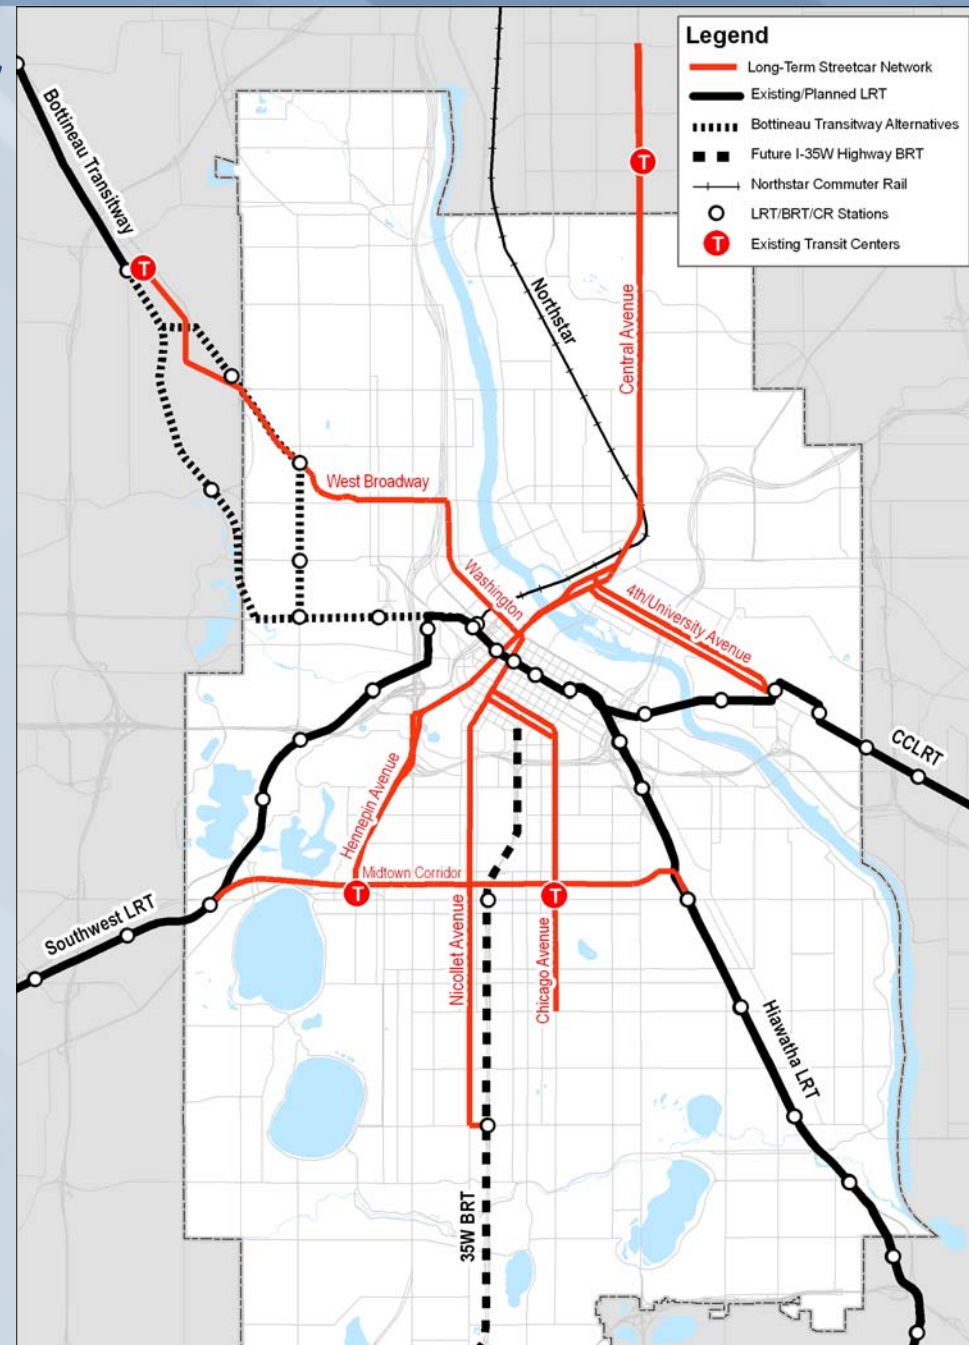 Legend
Long-Term Streetcar Network
Existing/Planned LRT
Bottineau Transitway Alternatives
Future I-35W Highway BRT
Northstar Commuter Rail
LRT/BRT/CR Stations
T
Existing Transit Centers
Bottineau Transitway
T
T
Northstar
Central Avenue
West Broadway
Washington
4th/University Avenue
CCLRT
Hennepin Avenue
Midtown Corridor
T
T
Southwest LRT
Nicollet Avenue
Chicago Avenue
Hiawatha LRT
35W BRT